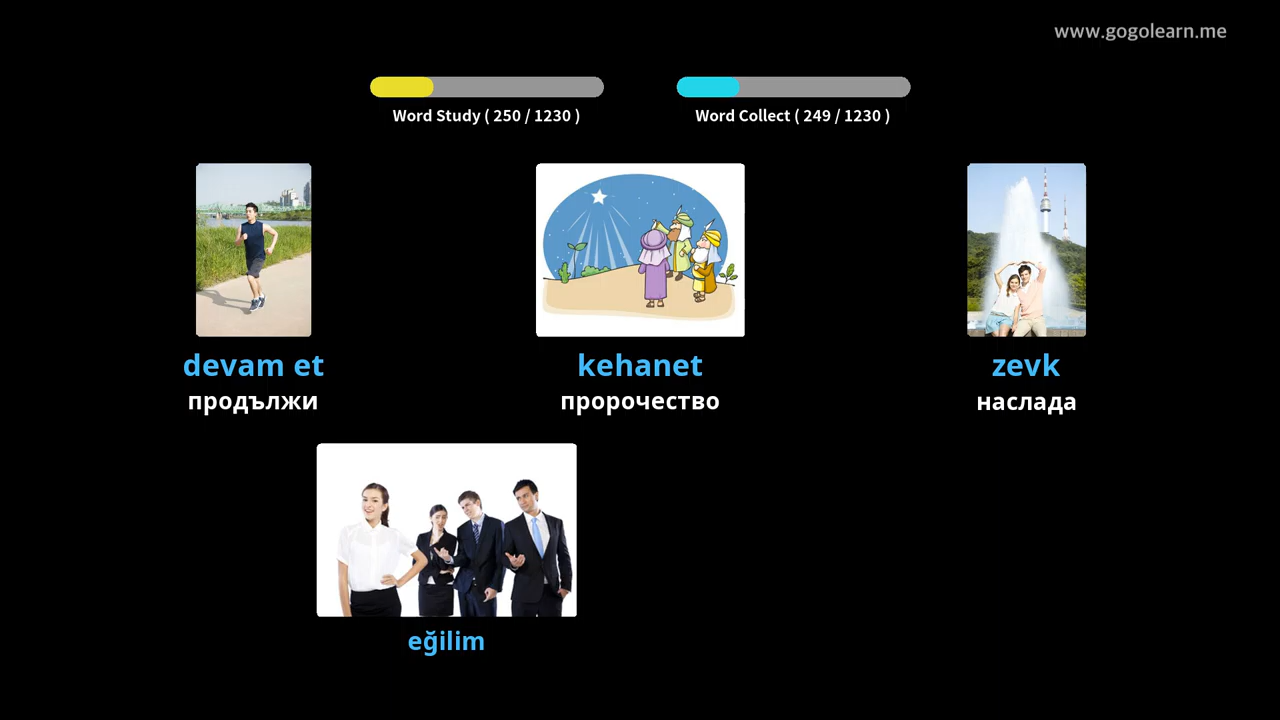 www.gogolearn.me
Word Study ( 250 / 1230 )
Word Collect ( 249 / 1230 )
devam et
продължи
kehanet
пророчество
zevk
наслада
eğilim